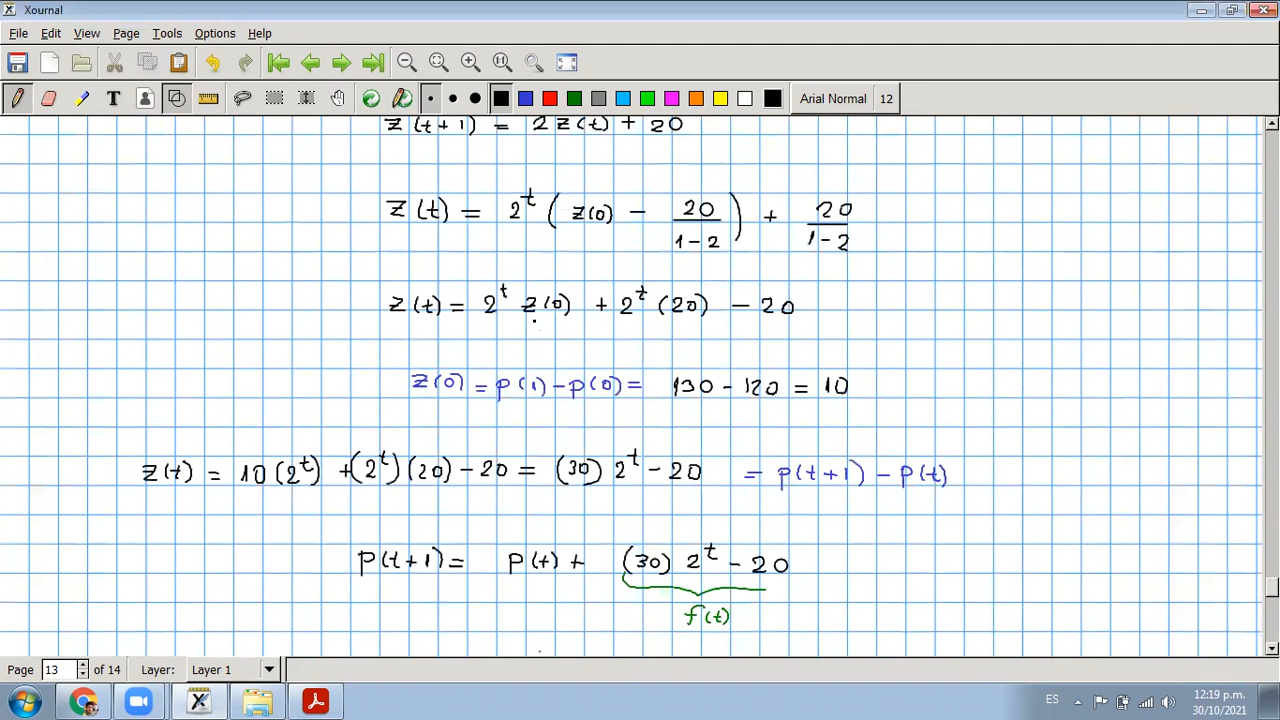 Xournal
File Edit View Page Tools Options Help
Arial Normal 12
z(t+1) = 2z(t) + 20
z(t) = 2^t (z(0) - 20/(1-2)) + 20/(1-2)
z(t) = 2^t z(0) + 2^t (20) - 20
z(0) = p(1) - p(0) = 130 - 120 = 10
z(t) = 10(2^t) + (2^t)(20) - 20 = (30) 2^t - 20 = p(t+1) - p(t)
p(t+1) = p(t) + (30) 2^t - 20
f(t)
Page 13 of 14 Layer: Layer 1
ES 12:19 p.m.
30/10/2021